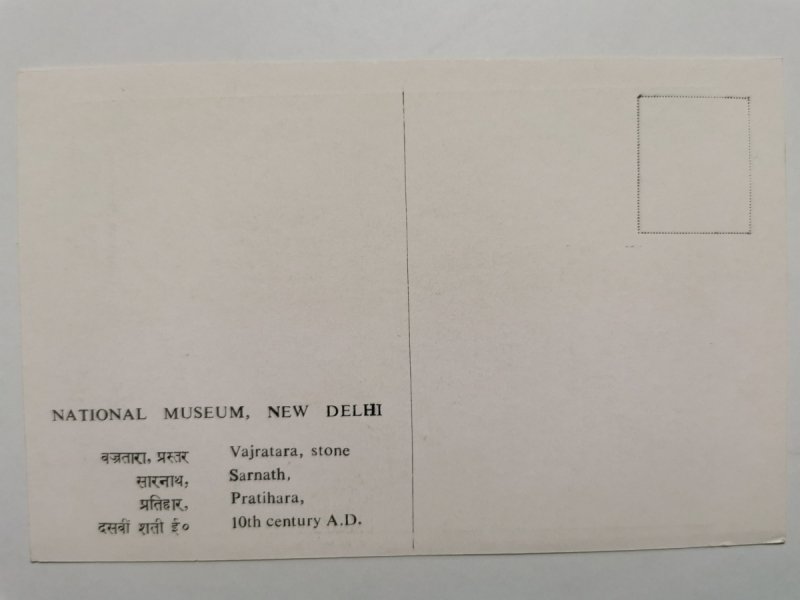 NATIONAL MUSEUM, NEW DELHI
वज्रतारा, प्रस्तर
सारनाथ,
प्रतिहार,
दसवीं शती ई०
Vajratara, stone
Sarnath,
Pratihara,
10th century A.D.